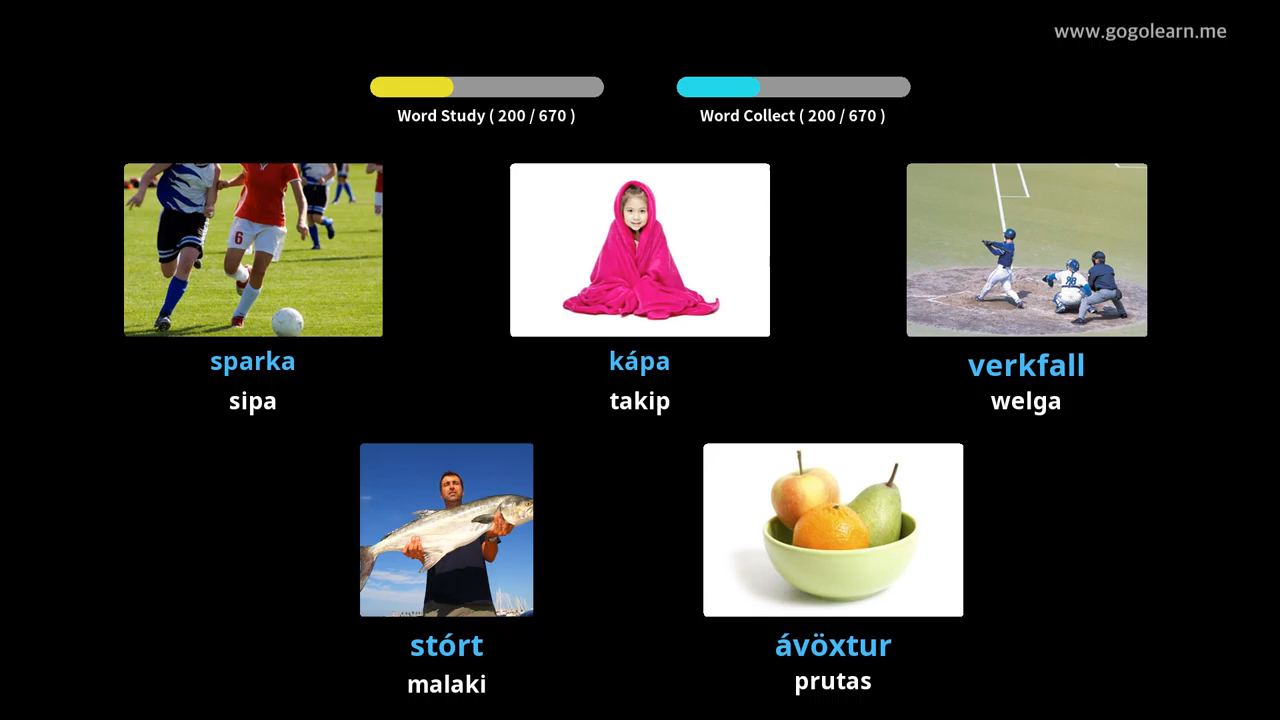 www.gogolearn.me
Word Study ( 200 / 670 )
Word Collect ( 200 / 670 )
6
sparka
sipa
kápa
takip
verkfall
welga
stórt
malaki
ávöxtur
prutas